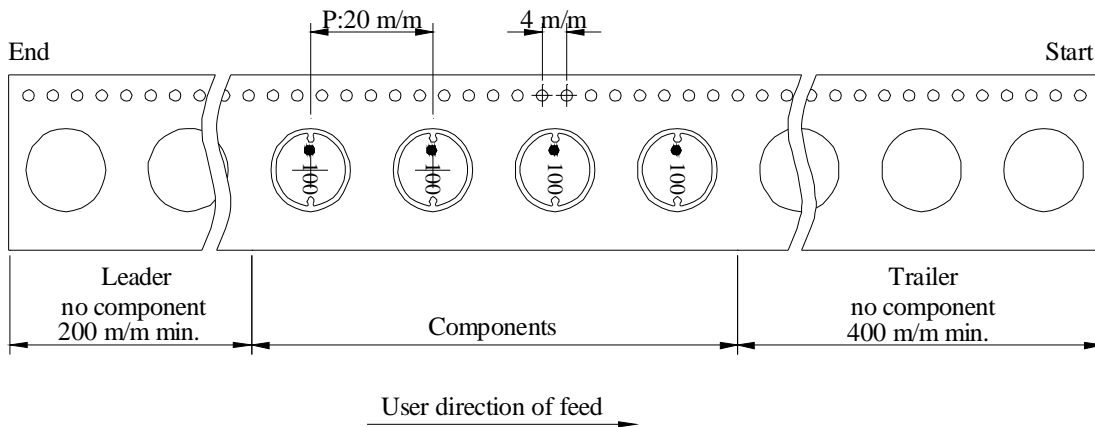 P:20 m/m
4 m/m
End
Start
100
100
100
100
Leader
no component
200 m/m min.
Components
Trailer
no component
400 m/m min.
User direction of feed